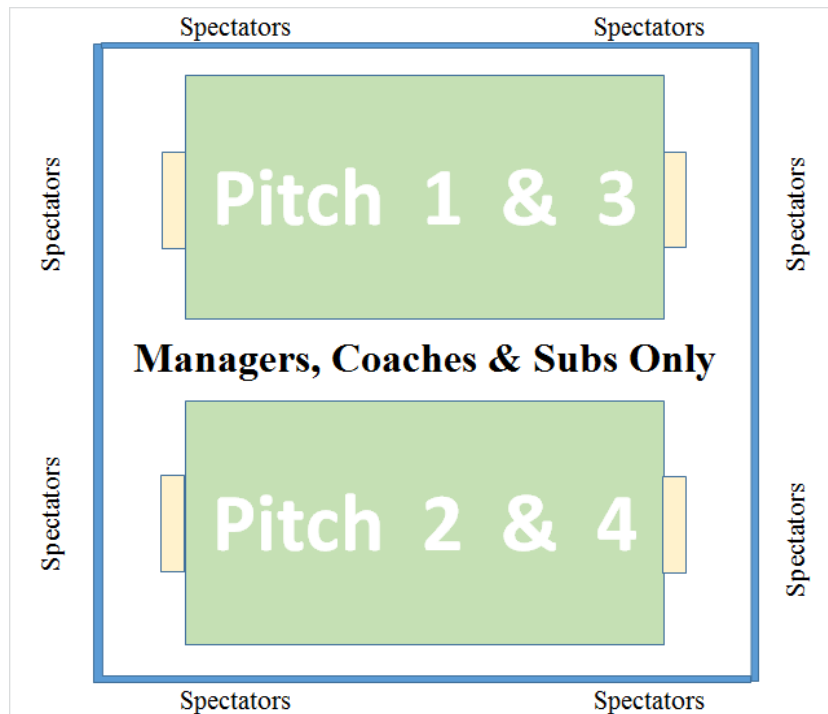 Spectators
Spectators
Spectators
Pitch 1 & 3
Spectators
Managers, Coaches & Subs Only
Spectators
Pitch 2 & 4
Spectators
Spectators
Spectators